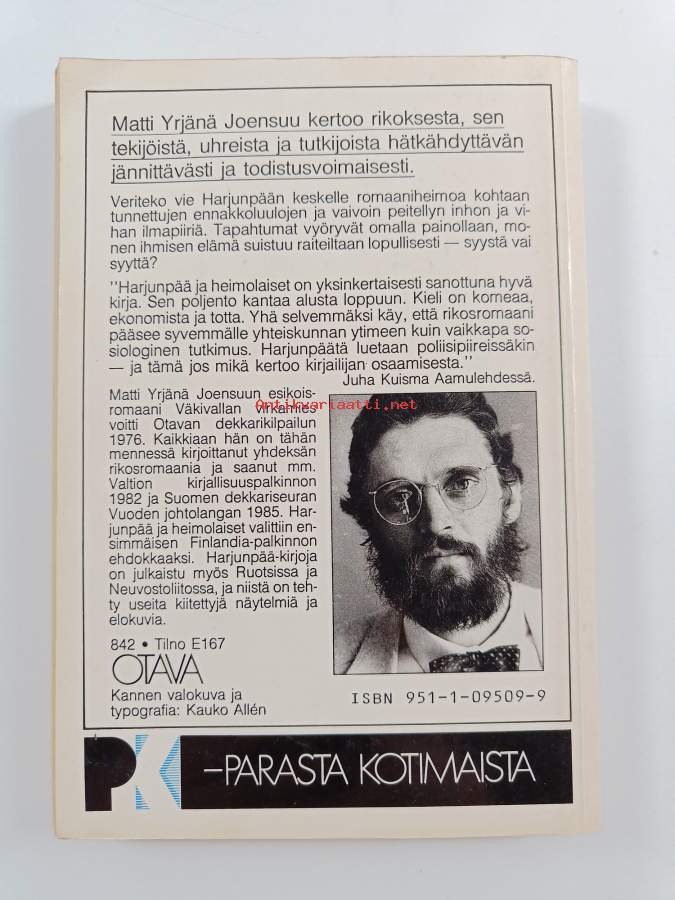 Matti Yrjänä Joensuu kertoo rikoksesta, sen
tekijöistä, uhreista ja tutkijoista hätkähdyttävän
jännittävästi ja todistusvoimaisesti.
Veriteko vie Harjunpään keskelle romaaniheimoa kohtaan
tunnettujen ennakkoluulojen ja vaivoin peitellyn inhon ja vi-
han ilmapiiriä. Tapahtumat vyöryvät omalla painollaan, mo-
nen ihmisen elämä suistuu raiteiltaan lopullisesti — syystä vai
syyttä?
''Harjunpää ja heimolaiset on yksinkertaisesti sanottuna hyvä
kirja. Sen poljento kantaa alusta loppuun. Kieli on komeaa,
ekonomista ja totta. Yhä selvemmäksi käy, että rikosromaani
pääsee syvemmälle yhteiskunnan ytimeen kuin vaikkapa so-
siologinen tutkimus. Harjunpäätä luetaan poliisipiireissäkin
— ja tämä jos mikä kertoo kirjailijan osaamisesta.''
Juha Kuisma Aamulehdessä.
Matti Yrjänä Joensuun esikois-
romaani Väkivallan virkamies
voitti Otavan dekkarikilpailun
1976. Kaikkiaan hän on tähän
mennessä kirjoittanut yhdeksän
rikosromaania ja saanut mm.
Valtion kirjallisuuspalkinnon
1982 ja Suomen dekkariseuran
Vuoden johtolangan 1985. Har-
junpää ja heimolaiset valittiin en-
simmäisen Finlandia-palkinnon
ehdokkaaksi. Harjunpää-kirjoja
on julkaistu myös Ruotsissa ja
Neuvostoliitossa, ja niistä on teh-
ty useita kiitettyjä näytelmiä ja
elokuvia.
Antikvariaatti.net
842 • Tilno E167
OTAVA
Kannen valokuva ja
typografia: Kauko Allén
ISBN 951-1-09509-9
PK
–PARASTA KOTIMAISTA